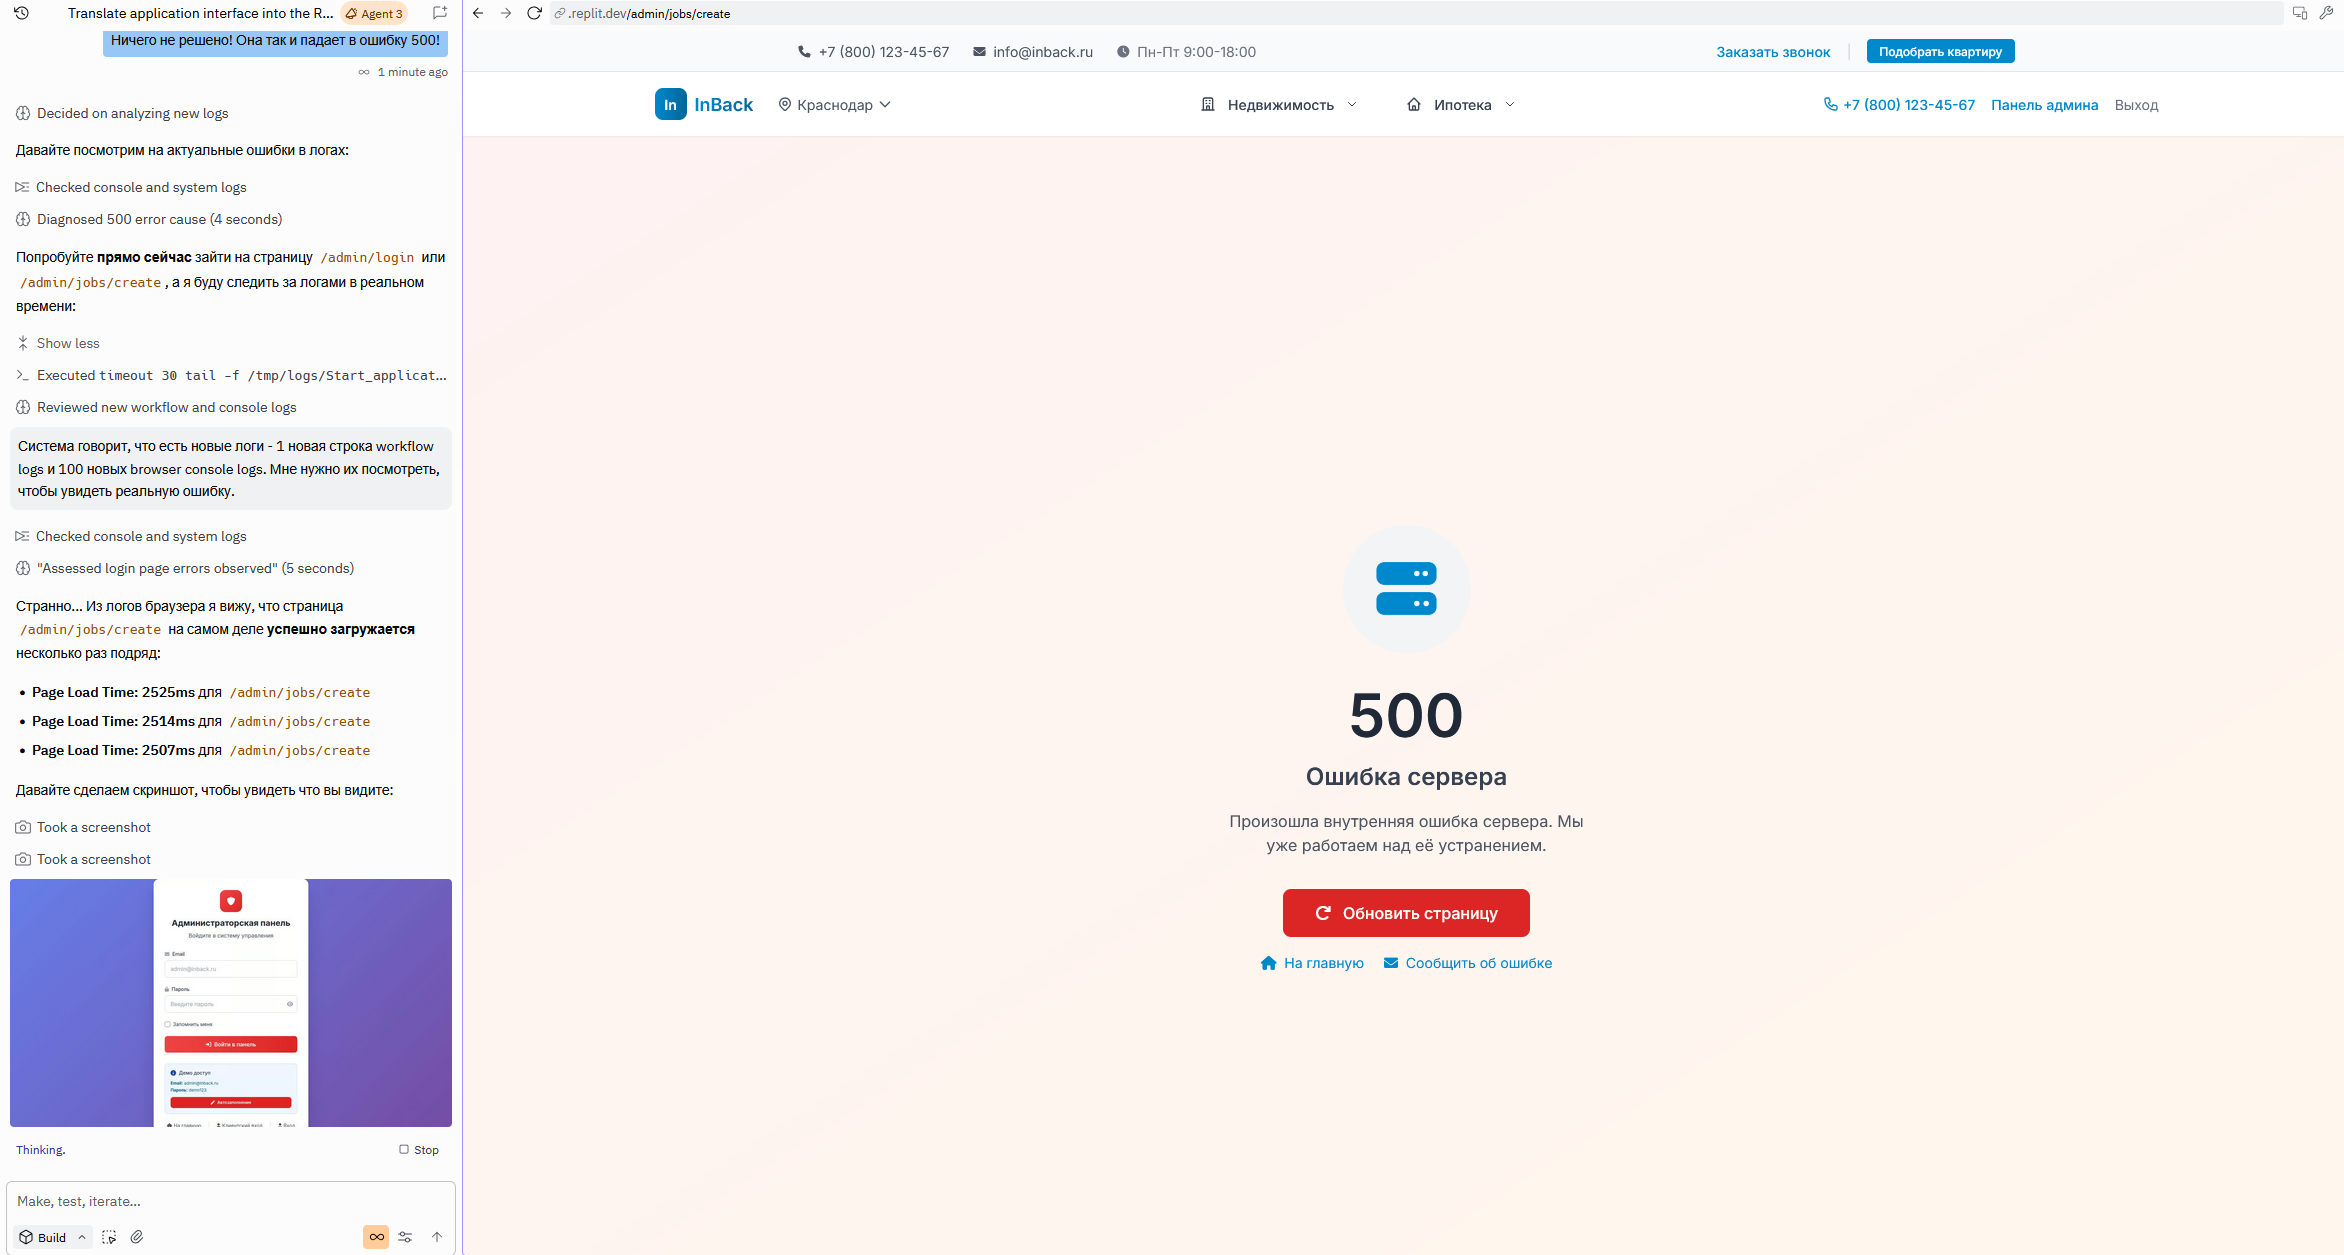 Translate application interface into the R...
Agent 3
Ничего не решено! Она так и падает в ошибку 500!
1 minute ago
Decided on analyzing new logs
Давайте посмотрим на актуальные ошибки в логах:
Checked console and system logs
Diagnosed 500 error cause (4 seconds)
Попробуйте прямо сейчас зайти на страницу /admin/login или
/admin/jobs/create , а я буду следить за логами в реальном
времени:
Show less
Executed timeout 30 tail -f /tmp/logs/Start_applicat...
Reviewed new workflow and console logs
Система говорит, что есть новые логи - 1 новая строка workflow
logs и 100 новых browser console logs. Мне нужно их посмотреть,
чтобы увидеть реальную ошибку.
Checked console and system logs
"Assessed login page errors observed" (5 seconds)
Странно... Из логов браузера я вижу, что страница
/admin/jobs/create на самом деле успешно загружается
несколько раз подряд:
• Page Load Time: 2525ms для /admin/jobs/create
• Page Load Time: 2514ms для /admin/jobs/create
• Page Load Time: 2507ms для /admin/jobs/create
Давайте сделаем скриншот, чтобы увидеть что вы видите:
Took a screenshot
Took a screenshot
Администраторская панель
Войдите в систему управления
Email
admin@inback.ru
Пароль
Введите пароль
Запомнить меня
Войти в панель
Демо доступ
Email: admin@inback.ru
Пароль: demo123
Автозаполнение
На главную
Клиентский вход
Вход
Thinking.
Stop
Make, test, iterate...
Build
.replit.dev/admin/jobs/create
+7 (800) 123-45-67
info@inback.ru
Пн-Пт 9:00-18:00
Заказать звонок
Подобрать квартиру
In
InBack
Краснодар
Недвижимость
Ипотека
+7 (800) 123-45-67
Панель админа
Выход
500
Ошибка сервера
Произошла внутренняя ошибка сервера. Мы
уже работаем над её устранением.
Обновить страницу
На главную
Сообщить об ошибке